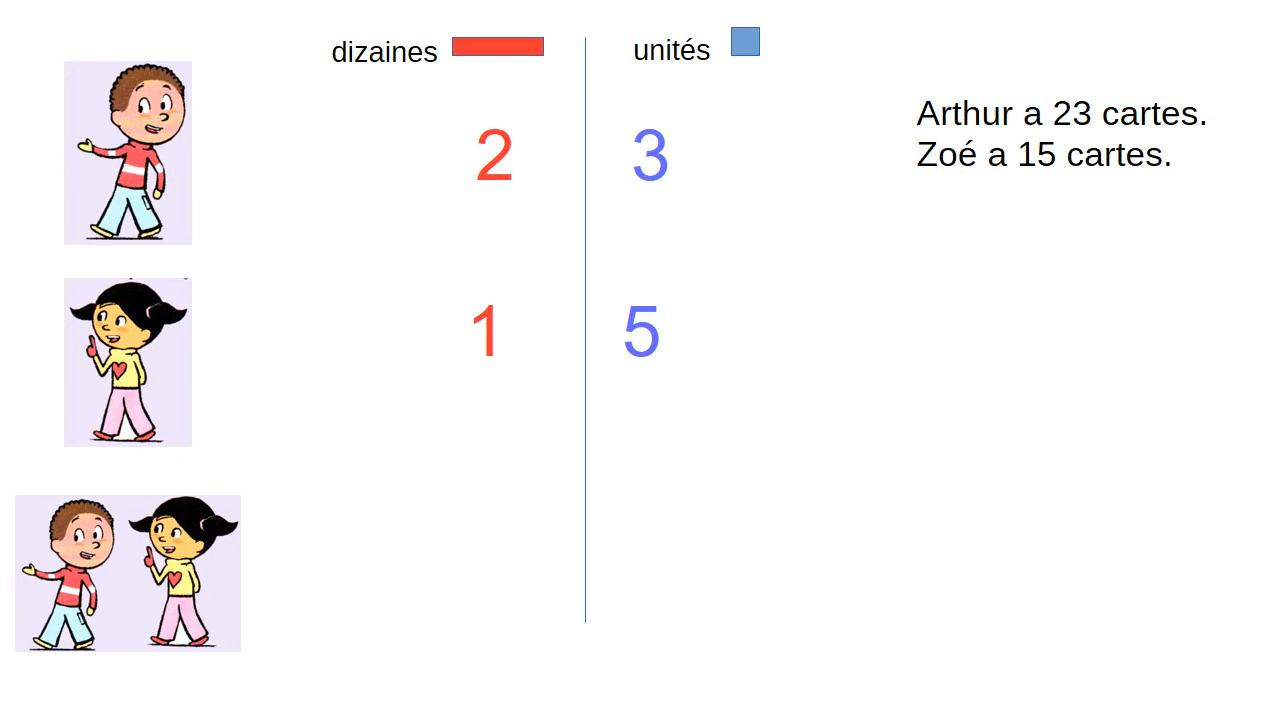 dizaines
unités
2 3
Arthur a 23 cartes.
Zoé a 15 cartes.
1 5